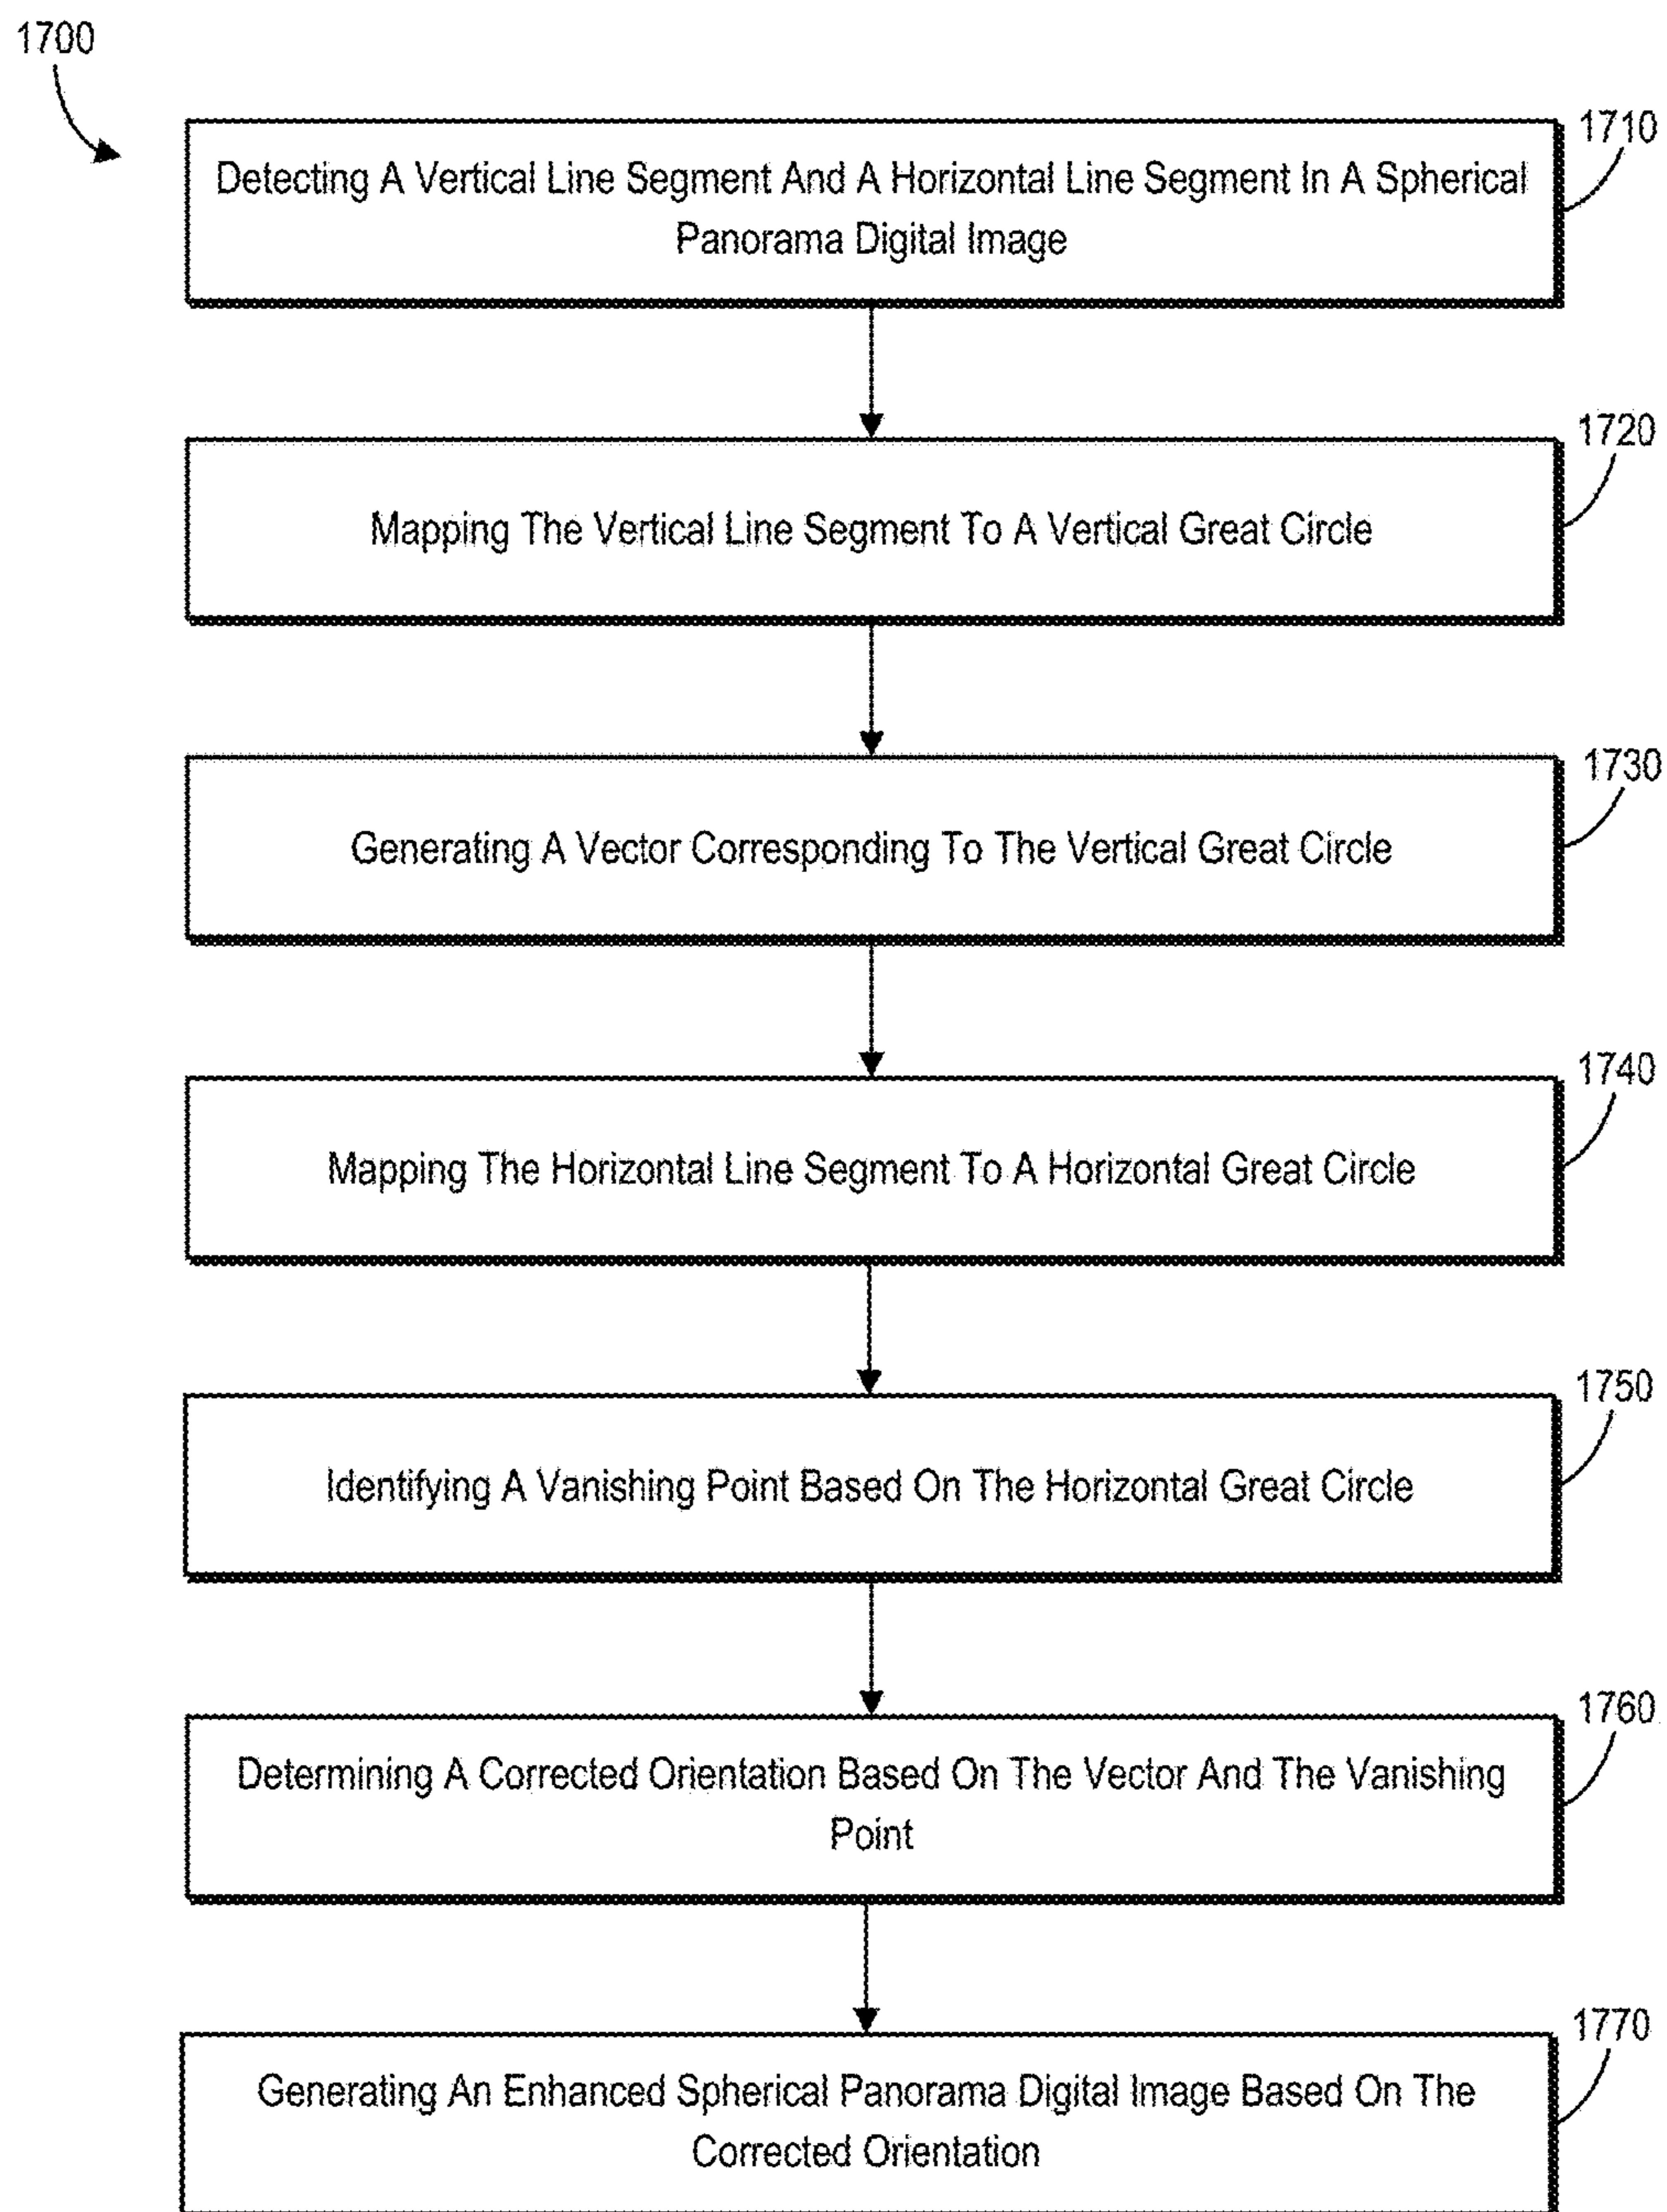 1700
1710
Detecting A Vertical Line Segment And A Horizontal Line Segment In A Spherical
Panorama Digital Image
1720
Mapping The Vertical Line Segment To A Vertical Great Circle
1730
Generating A Vector Corresponding To The Vertical Great Circle
1740
Mapping The Horizontal Line Segment To A Horizontal Great Circle
1750
Identifying A Vanishing Point Based On The Horizontal Great Circle
1760
Determining A Corrected Orientation Based On The Vector And The Vanishing
Point
1770
Generating An Enhanced Spherical Panorama Digital Image Based On The
Corrected Orientation